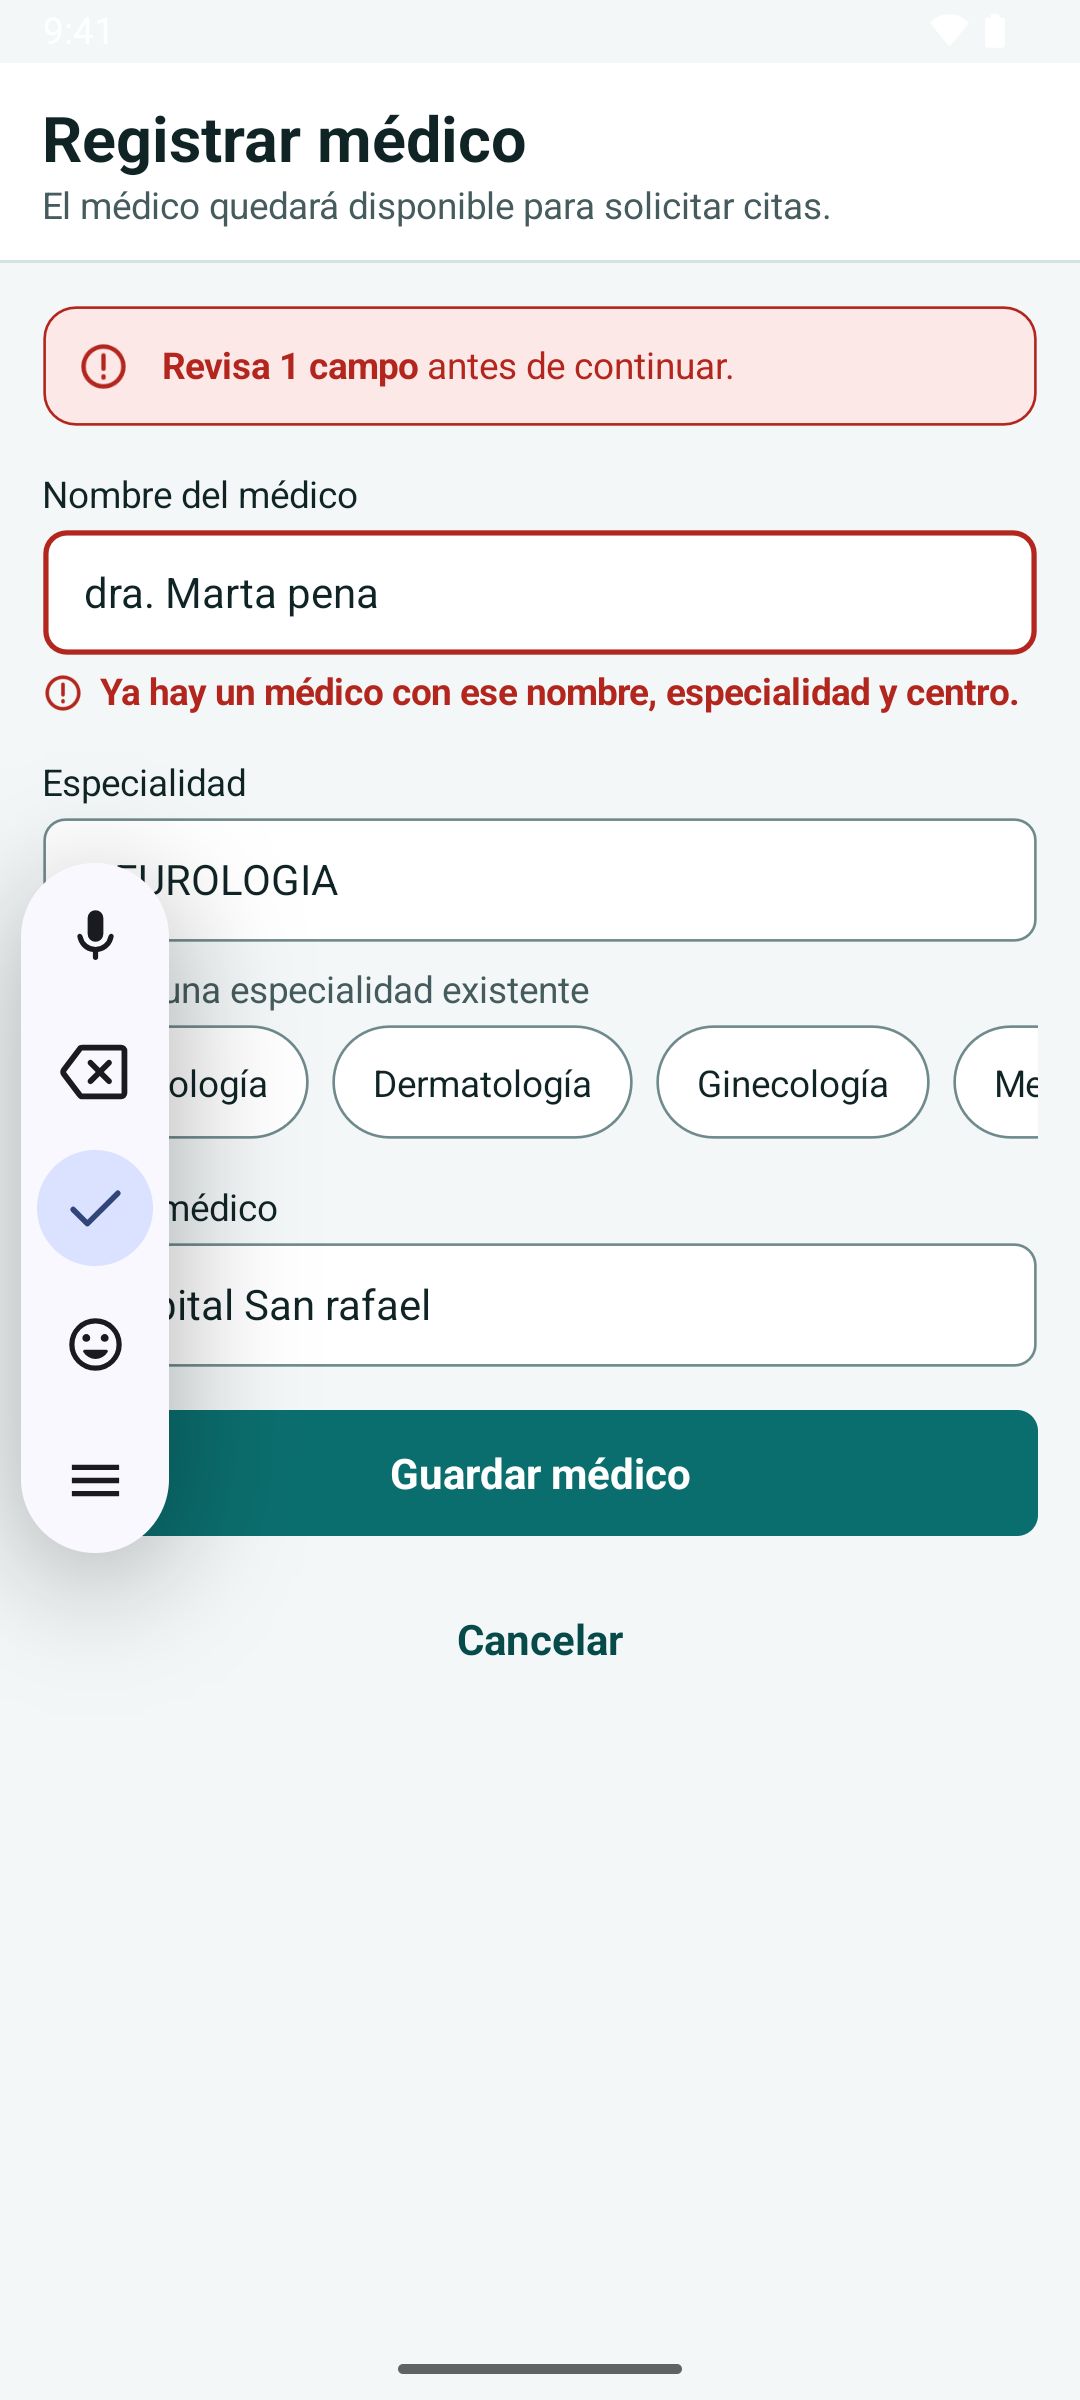 9:41
Registrar médico
El médico quedará disponible para solicitar citas.
Revisa 1 campo antes de continuar.
Nombre del médico
dra. Marta pena
Ya hay un médico con ese nombre, especialidad y centro.
Especialidad
EUROLOGIA
una especialidad existente
ología Dermatología Ginecología Me
médico
pital San rafael
Guardar médico
Cancelar